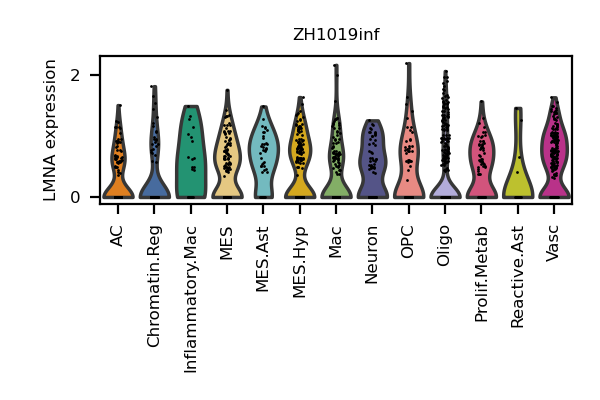 ZH1019inf
LMNA expression
2
0
AC
Chromatin.Reg
Inflammatory.Mac
MES
MES.Ast
MES.Hyp
Mac
Neuron
OPC
Oligo
Prolif.Metab
Reactive.Ast
Vasc